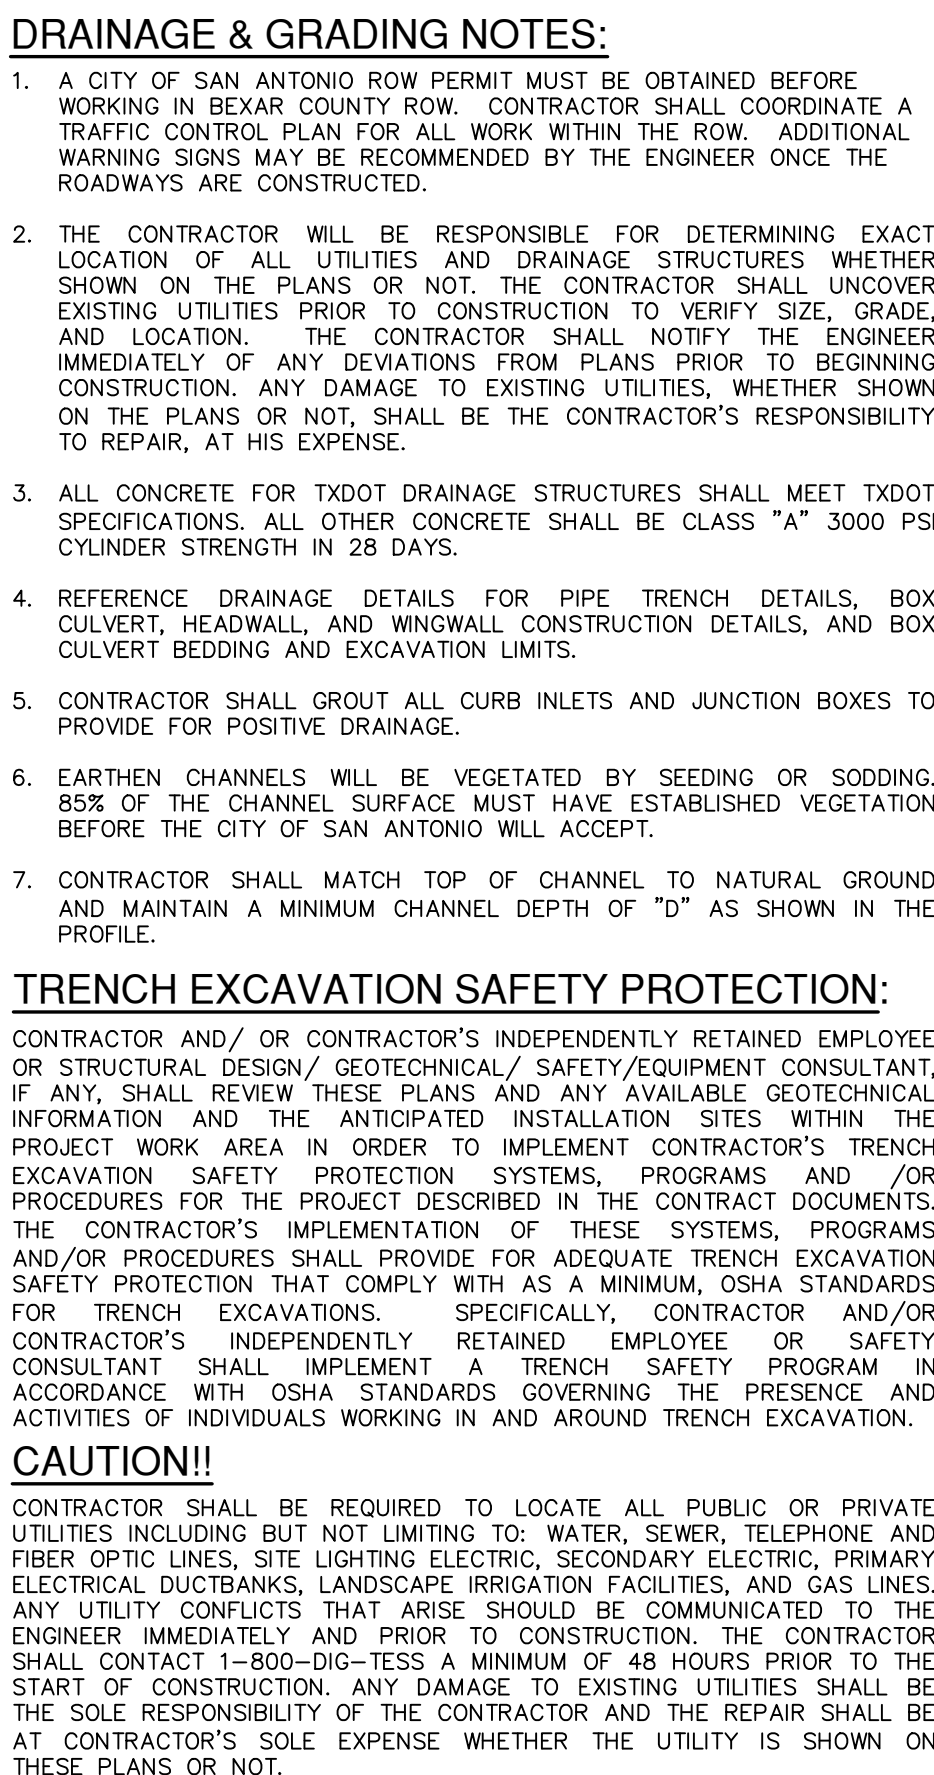 DRAINAGE & GRADING NOTES:
1. A CITY OF SAN ANTONIO ROW PERMIT MUST BE OBTAINED BEFORE
WORKING IN BEXAR COUNTY ROW. CONTRACTOR SHALL COORDINATE A
TRAFFIC CONTROL PLAN FOR ALL WORK WITHIN THE ROW. ADDITIONAL
WARNING SIGNS MAY BE RECOMMENDED BY THE ENGINEER ONCE THE
ROADWAYS ARE CONSTRUCTED.
2. THE CONTRACTOR WILL BE RESPONSIBLE FOR DETERMINING EXACT
LOCATION OF ALL UTILITIES AND DRAINAGE STRUCTURES WHETHER
SHOWN ON THE PLANS OR NOT. THE CONTRACTOR SHALL UNCOVER
EXISTING UTILITIES PRIOR TO CONSTRUCTION TO VERIFY SIZE, GRADE,
AND LOCATION. THE CONTRACTOR SHALL NOTIFY THE ENGINEER
IMMEDIATELY OF ANY DEVIATIONS FROM PLANS PRIOR TO BEGINNING
CONSTRUCTION. ANY DAMAGE TO EXISTING UTILITIES, WHETHER SHOWN
ON THE PLANS OR NOT, SHALL BE THE CONTRACTOR'S RESPONSIBILITY
TO REPAIR, AT HIS EXPENSE.
3. ALL CONCRETE FOR TXDOT DRAINAGE STRUCTURES SHALL MEET TXDOT
SPECIFICATIONS. ALL OTHER CONCRETE SHALL BE CLASS "A" 3000 PSI
CYLINDER STRENGTH IN 28 DAYS.
4. REFERENCE DRAINAGE DETAILS FOR PIPE TRENCH DETAILS, BOX
CULVERT, HEADWALL, AND WINGWALL CONSTRUCTION DETAILS, AND BOX
CULVERT BEDDING AND EXCAVATION LIMITS.
5. CONTRACTOR SHALL GROUT ALL CURB INLETS AND JUNCTION BOXES TO
PROVIDE FOR POSITIVE DRAINAGE.
6. EARTHEN CHANNELS WILL BE VEGETATED BY SEEDING OR SODDING.
85% OF THE CHANNEL SURFACE MUST HAVE ESTABLISHED VEGETATION
BEFORE THE CITY OF SAN ANTONIO WILL ACCEPT.
7. CONTRACTOR SHALL MATCH TOP OF CHANNEL TO NATURAL GROUND
AND MAINTAIN A MINIMUM CHANNEL DEPTH OF "D" AS SHOWN IN THE
PROFILE.
TRENCH EXCAVATION SAFETY PROTECTION:
CONTRACTOR AND/ OR CONTRACTOR'S INDEPENDENTLY RETAINED EMPLOYEE
OR STRUCTURAL DESIGN/ GEOTECHNICAL/ SAFETY/EQUIPMENT CONSULTANT,
IF ANY, SHALL REVIEW THESE PLANS AND ANY AVAILABLE GEOTECHNICAL
INFORMATION AND THE ANTICIPATED INSTALLATION SITES WITHIN THE
PROJECT WORK AREA IN ORDER TO IMPLEMENT CONTRACTOR'S TRENCH
EXCAVATION SAFETY PROTECTION SYSTEMS, PROGRAMS AND /OR
PROCEDURES FOR THE PROJECT DESCRIBED IN THE CONTRACT DOCUMENTS.
THE CONTRACTOR'S IMPLEMENTATION OF THESE SYSTEMS, PROGRAMS
AND/OR PROCEDURES SHALL PROVIDE FOR ADEQUATE TRENCH EXCAVATION
SAFETY PROTECTION THAT COMPLY WITH AS A MINIMUM, OSHA STANDARDS
FOR TRENCH EXCAVATIONS. SPECIFICALLY, CONTRACTOR AND/OR
CONTRACTOR'S INDEPENDENTLY RETAINED EMPLOYEE OR SAFETY
CONSULTANT SHALL IMPLEMENT A TRENCH SAFETY PROGRAM IN
ACCORDANCE WITH OSHA STANDARDS GOVERNING THE PRESENCE AND
ACTIVITIES OF INDIVIDUALS WORKING IN AND AROUND TRENCH EXCAVATION.
CAUTION!!
CONTRACTOR SHALL BE REQUIRED TO LOCATE ALL PUBLIC OR PRIVATE
UTILITIES INCLUDING BUT NOT LIMITING TO: WATER, SEWER, TELEPHONE AND
FIBER OPTIC LINES, SITE LIGHTING ELECTRIC, SECONDARY ELECTRIC, PRIMARY
ELECTRICAL DUCTBANKS, LANDSCAPE IRRIGATION FACILITIES, AND GAS LINES.
ANY UTILITY CONFLICTS THAT ARISE SHOULD BE COMMUNICATED TO THE
ENGINEER IMMEDIATELY AND PRIOR TO CONSTRUCTION. THE CONTRACTOR
SHALL CONTACT 1-800-DIG-TESS A MINIMUM OF 48 HOURS PRIOR TO THE
START OF CONSTRUCTION. ANY DAMAGE TO EXISTING UTILITIES SHALL BE
THE SOLE RESPONSIBILITY OF THE CONTRACTOR AND THE REPAIR SHALL BE
AT CONTRACTOR'S SOLE EXPENSE WHETHER THE UTILITY IS SHOWN ON
THESE PLANS OR NOT.